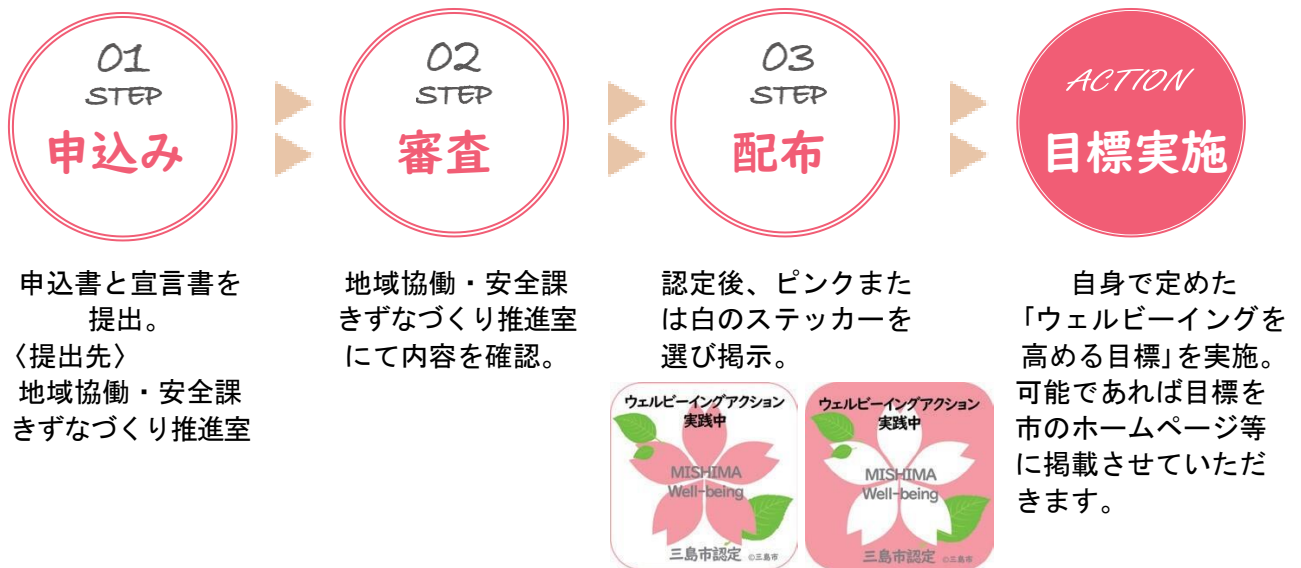 01
STEP
申込み
申込書と宣言書を
提出。
〈提出先〉
地域協働・安全課
きずなづくり推進室
02
STEP
審査
地域協働・安全課
きずなづくり推進室
にて内容を確認。
03
STEP
配布
認定後、ピンクまた
は白のステッカーを
選び掲示。
ウェルビーイングアクション
実践中
MISHIMA
Well-being
三島市認定 ©三島市
ウェルビーイングアクション
実践中
MISHIMA
Well-being
三島市認定 ©三島市
ACTION
目標実施
自身で定めた
「ウェルビーイングを
高める目標」を実施。
可能であれば目標を
市のホームページ等
に掲載させていただ
きます。